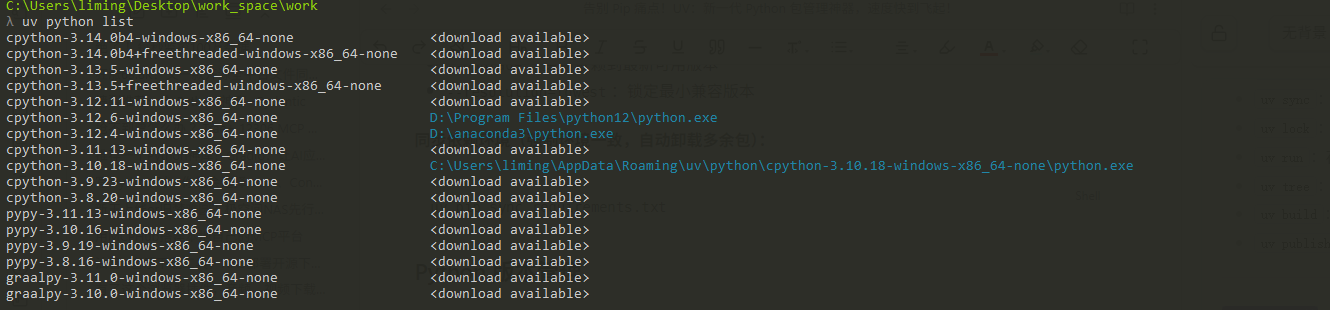 C:\Users\liming\Desktop\work_space\work
λ uv python list
cpython-3.14.0b4-windows-x86_64-none <download available>
cpython-3.14.0b4+freethreaded-windows-x86_64-none <download available>
cpython-3.13.5-windows-x86_64-none <download available>
cpython-3.13.5+freethreaded-windows-x86_64-none <download available>
cpython-3.12.11-windows-x86_64-none <download available>
cpython-3.12.6-windows-x86_64-none D:\Program Files\python12\python.exe
cpython-3.12.4-windows-x86_64-none D:\anaconda3\python.exe
cpython-3.11.13-windows-x86_64-none <download available>
cpython-3.10.18-windows-x86_64-none C:\Users\liming\AppData\Roaming\uv\python\cpython-3.10.18-windows-x86_64-none\python.exe
cpython-3.9.23-windows-x86_64-none <download available>
cpython-3.8.20-windows-x86_64-none <download available>
pypy-3.11.13-windows-x86_64-none <download available>
pypy-3.10.16-windows-x86_64-none <download available>
pypy-3.9.19-windows-x86_64-none <download available>
pypy-3.8.16-windows-x86_64-none <download available>
graalpy-3.11.0-windows-x86_64-none <download available>
graalpy-3.10.0-windows-x86_64-none <download available>